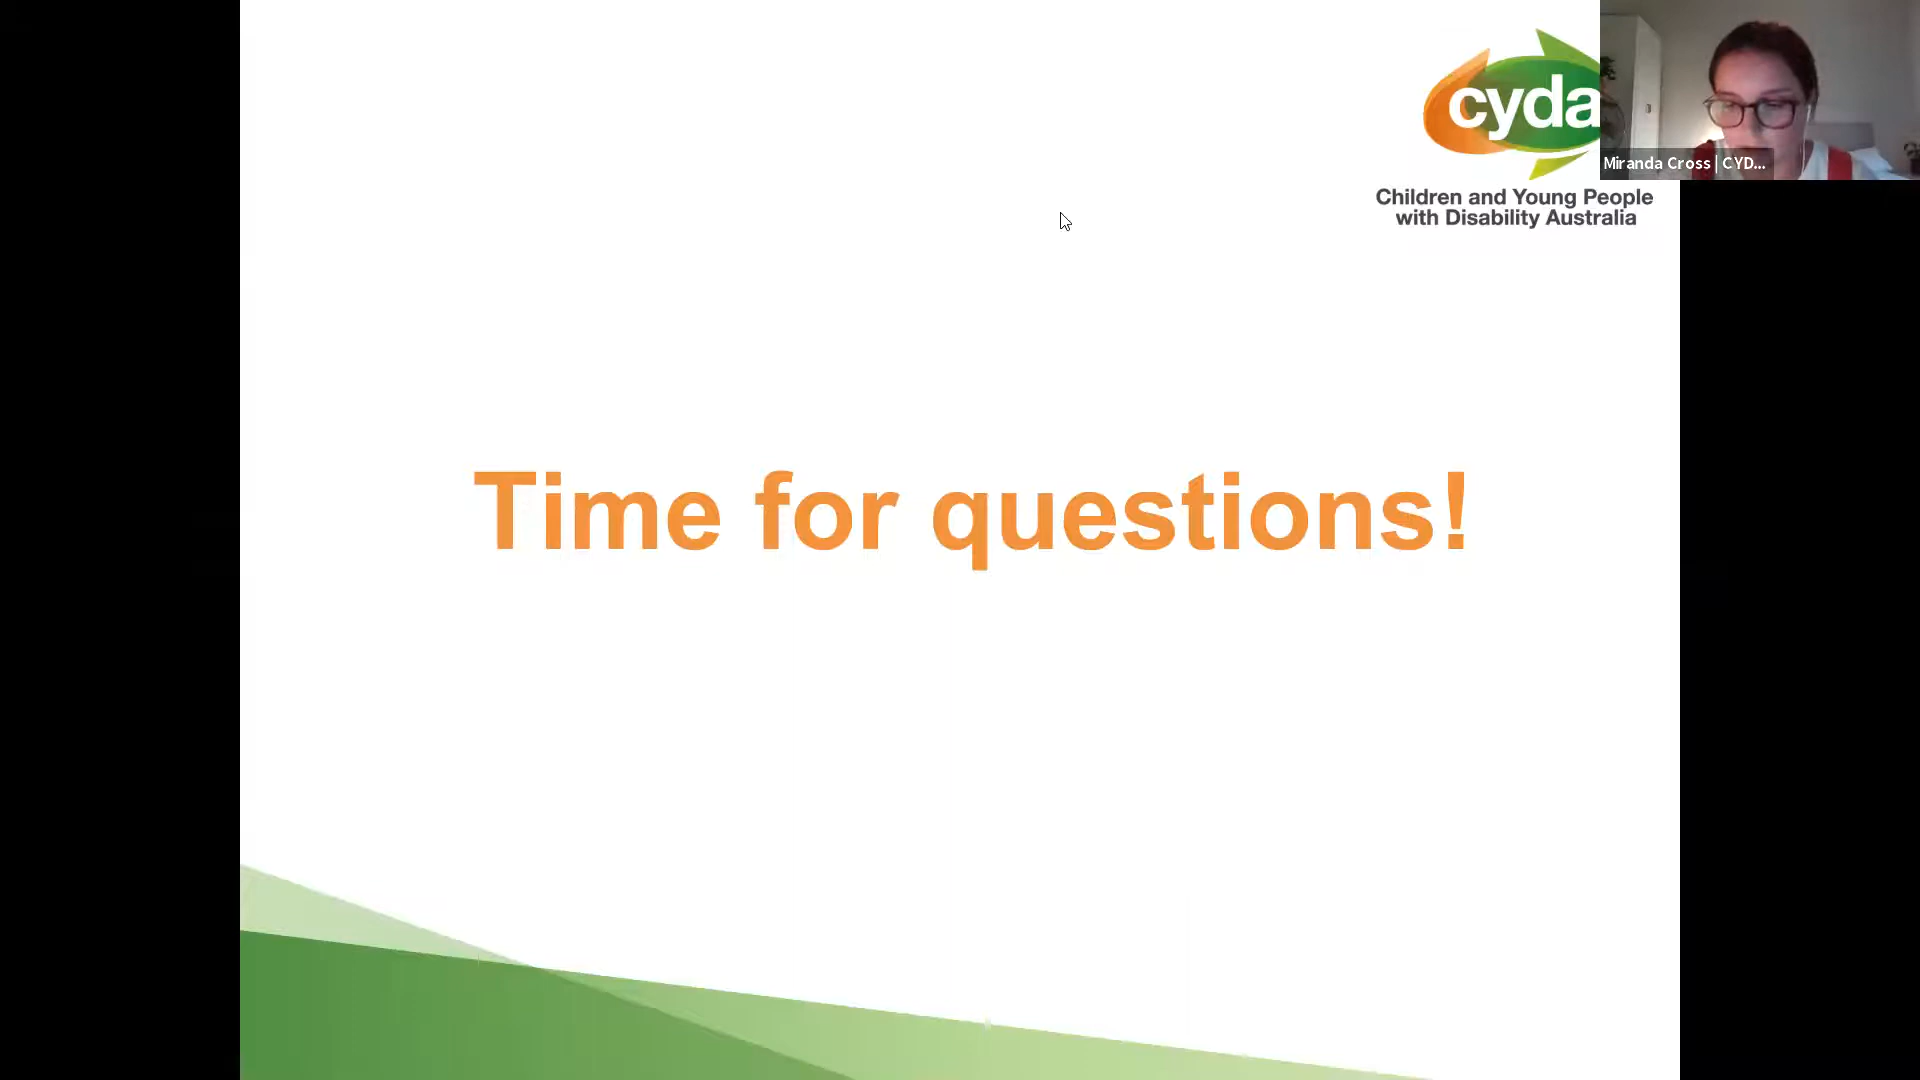 cyda
Miranda Cross | CYD...
Children and Young People
with Disability Australia
Time for questions!